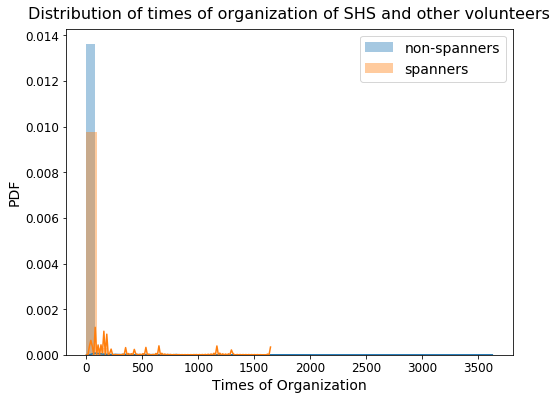 Distribution of times of organization of SHS and other volunteers
0.014
0.012
0.010
0.008
0.006
0.004
0.002
0.000
PDF
non-spanners
spanners
0 500 1000 1500 2000 2500 3000 3500
Times of Organization